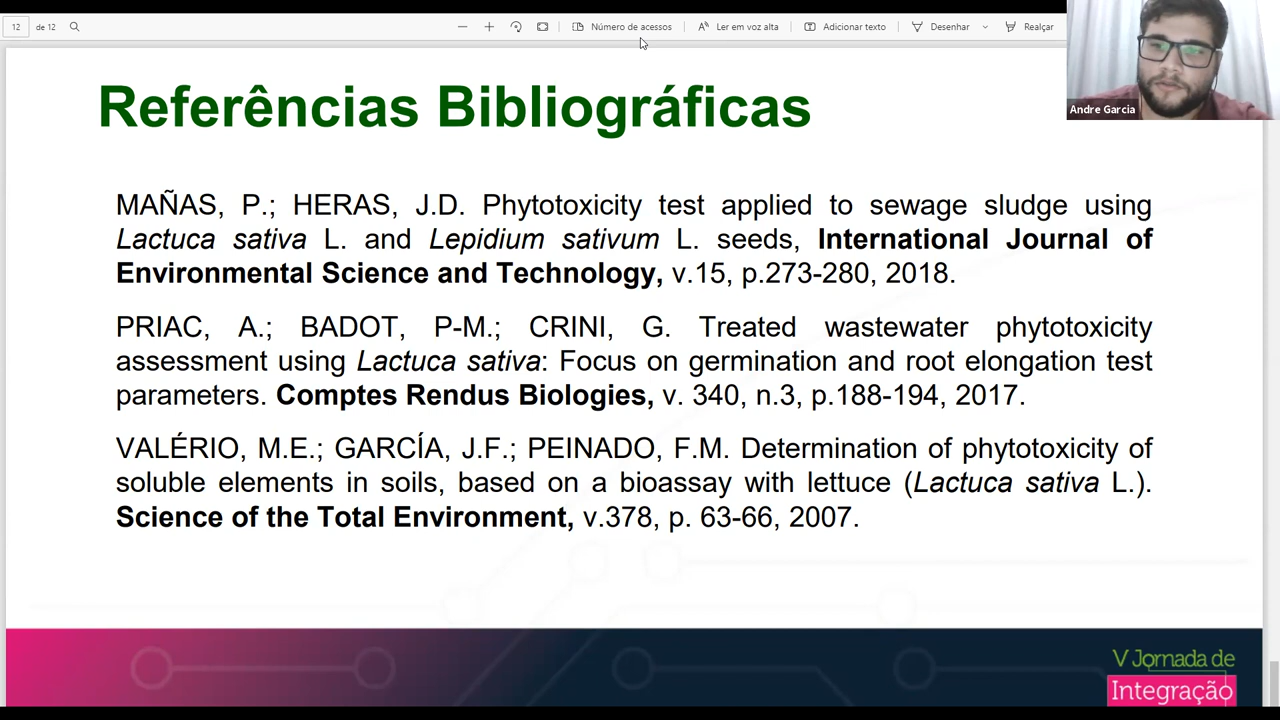 12 de 12
Número de acessos
Ler em voz alta
Adicionar texto
Desenhar
Realçar
Andre Garcia
Referências Bibliográficas
MAÑAS, P.; HERAS, J.D. Phytotoxicity test applied to sewage sludge using
Lactuca sativa L. and Lepidium sativum L. seeds, International Journal of
Environmental Science and Technology, v.15, p.273-280, 2018.
PRIAC, A.; BADOT, P-M.; CRINI, G. Treated wastewater phytotoxicity
assessment using Lactuca sativa: Focus on germination and root elongation test
parameters. Comptes Rendus Biologies, v. 340, n.3, p.188-194, 2017.
VALÉRIO, M.E.; GARCÍA, J.F.; PEINADO, F.M. Determination of phytotoxicity of
soluble elements in soils, based on a bioassay with lettuce (Lactuca sativa L.).
Science of the Total Environment, v.378, p. 63-66, 2007.
V Jornada de
Integração